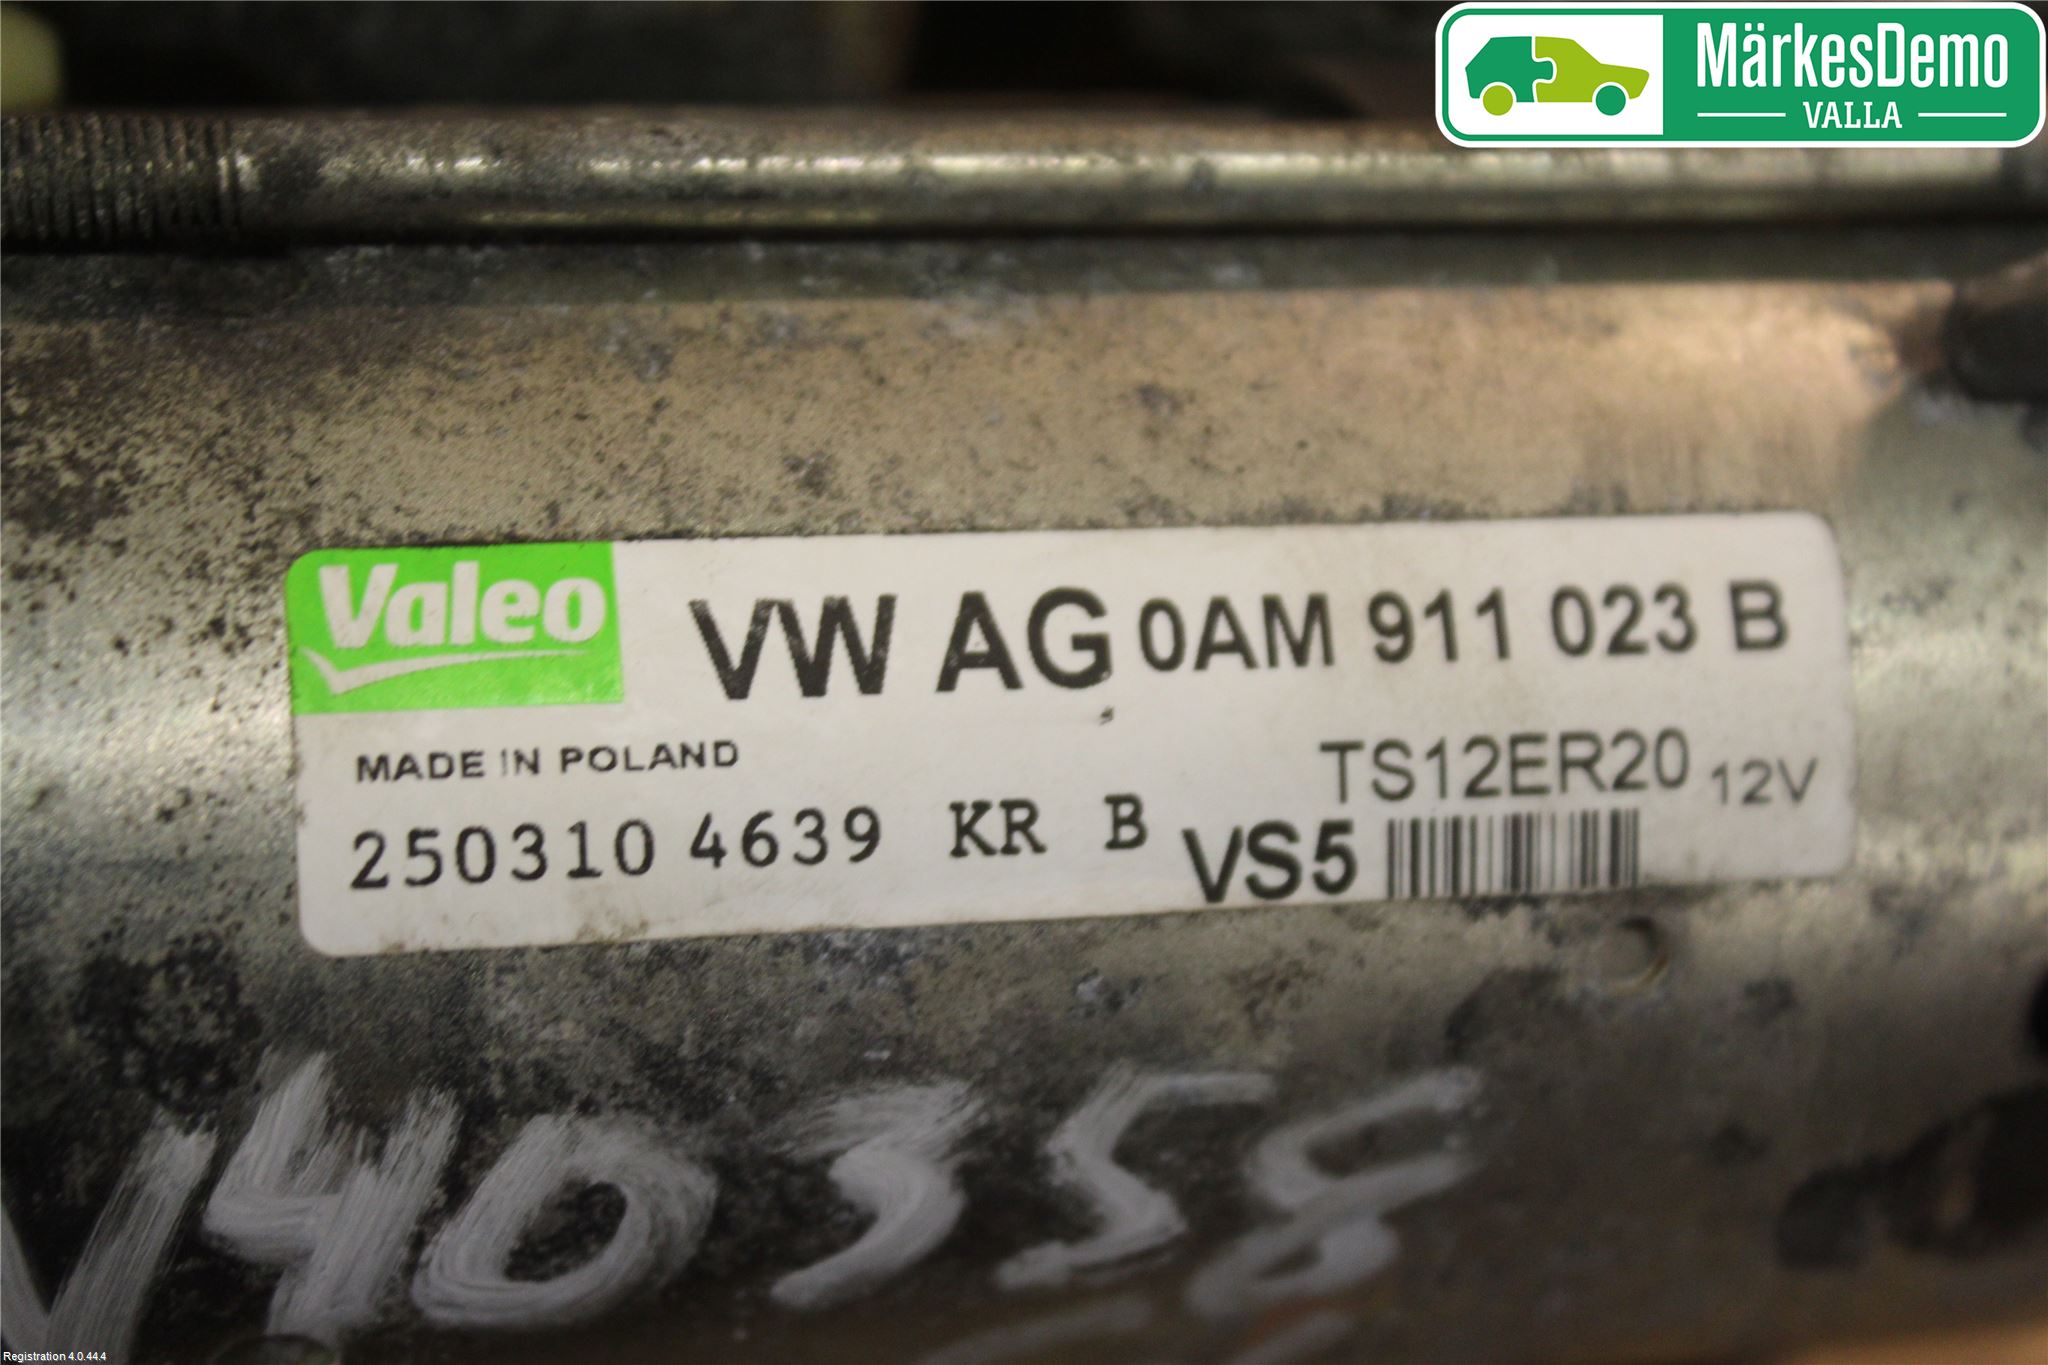 MärkesDemo
VALLA
Valeo VW AG 0AM 911 023 B
MADE IN POLAND TS12ER20 12V
250310 4639 KR B VS5
V40358
Registration 4.0.44.4